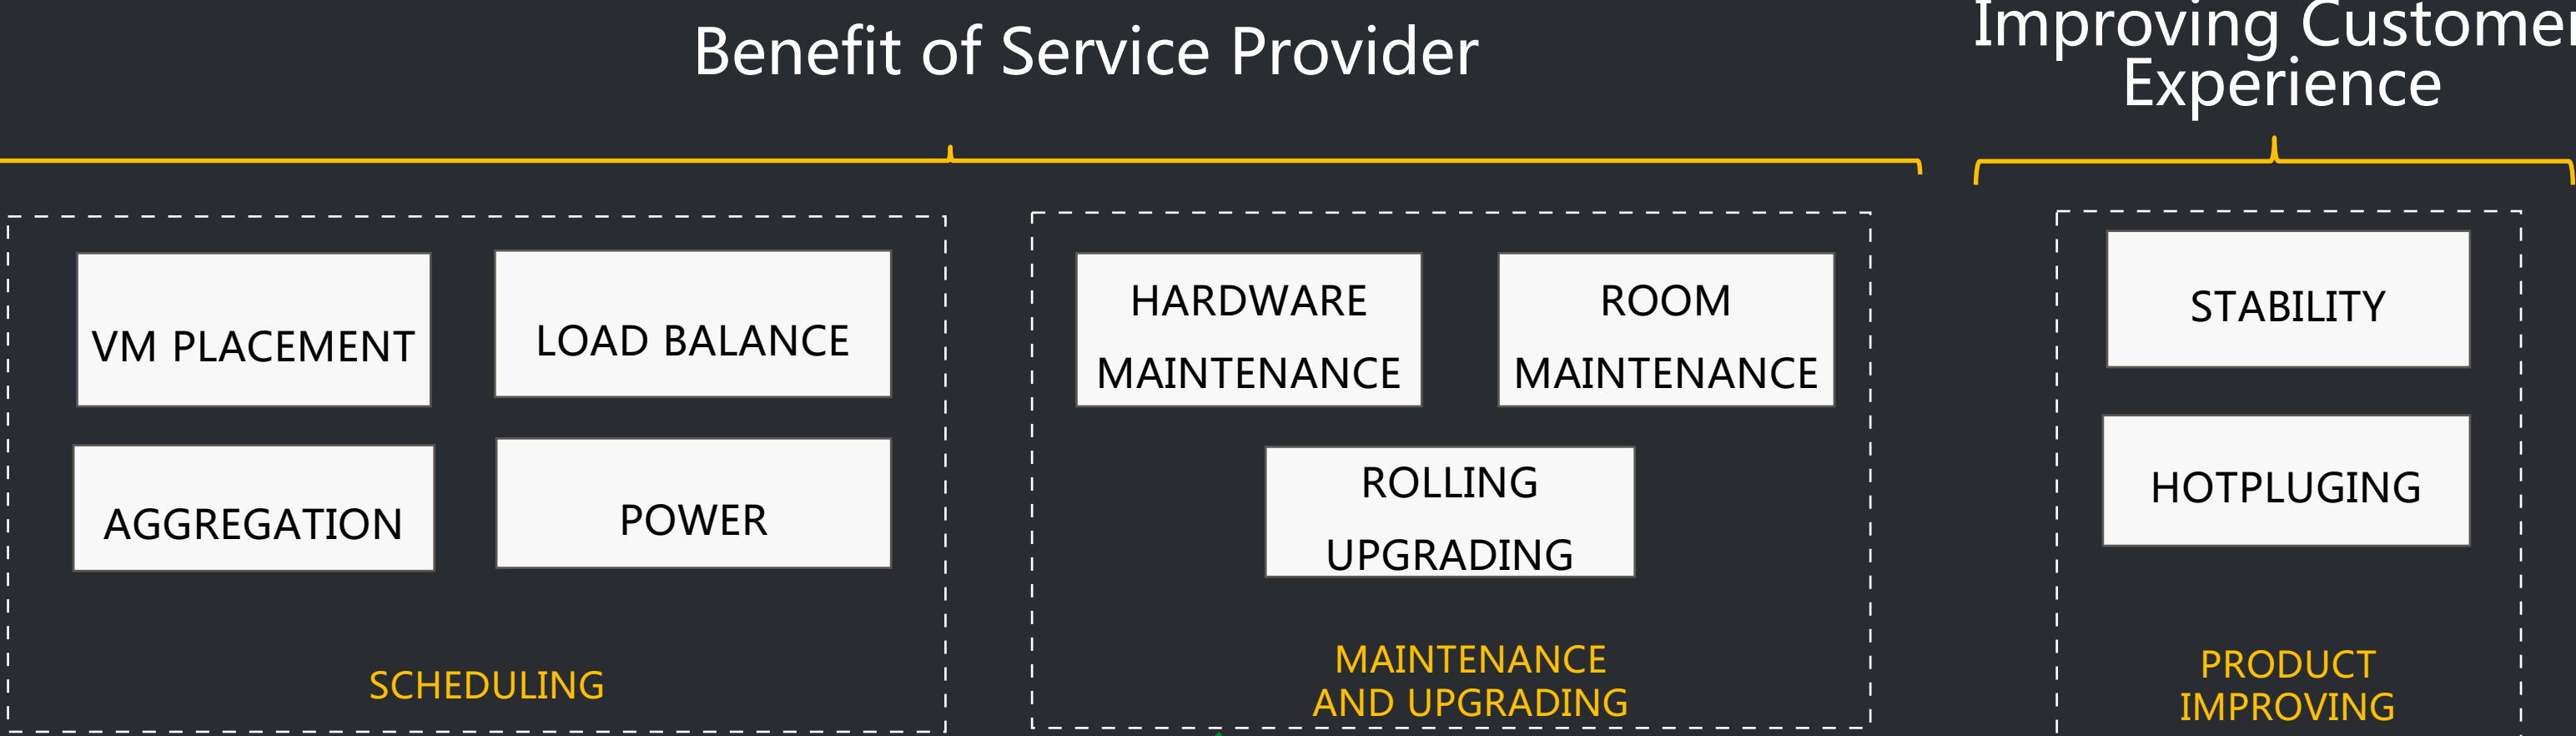 Benefit of Service Provider
Improving Customer
Experience
VM PLACEMENT
LOAD BALANCE
AGGREGATION
POWER
SCHEDULING
HARDWARE
MAINTENANCE
ROOM
MAINTENANCE
ROLLING
UPGRADING
MAINTENANCE
AND UPGRADING
STABILITY
HOTPLUGING
PRODUCT
IMPROVING